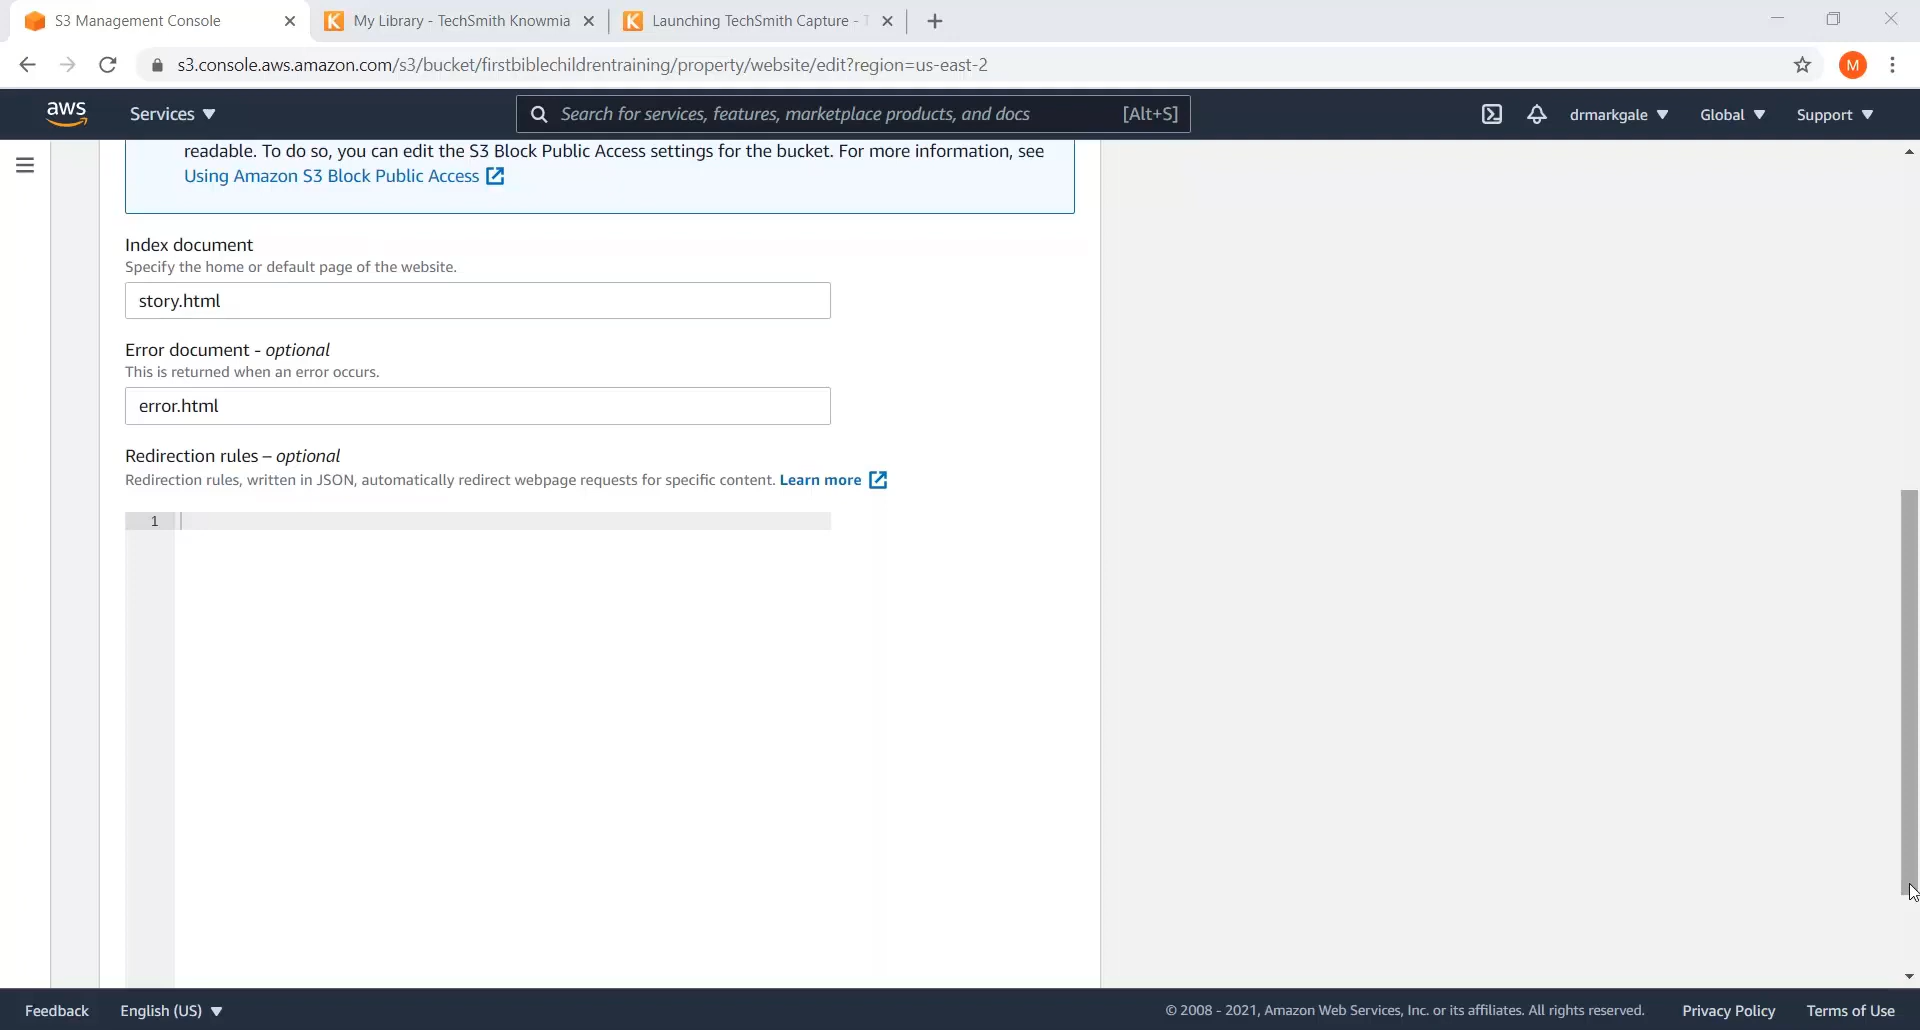 S3 Management Console
My Library - TechSmith Knowmia
Launching TechSmith Capture -
s3.console.aws.amazon.com/s3/bucket/firstbiblechildrentraining/property/website/edit?region=us-east-2
M
aws
Services
Search for services, features, marketplace products, and docs
[Alt+S]
drmarkgale
Global
Support
readable. To do so, you can edit the S3 Block Public Access settings for the bucket. For more information, see
Using Amazon S3 Block Public Access
Index document
Specify the home or default page of the website.
story.html
Error document - optional
This is returned when an error occurs.
error.html
Redirection rules – optional
Redirection rules, written in JSON, automatically redirect webpage requests for specific content. Learn more
1
Feedback
English (US)
© 2008 - 2021, Amazon Web Services, Inc. or its affiliates. All rights reserved.
Privacy Policy
Terms of Use